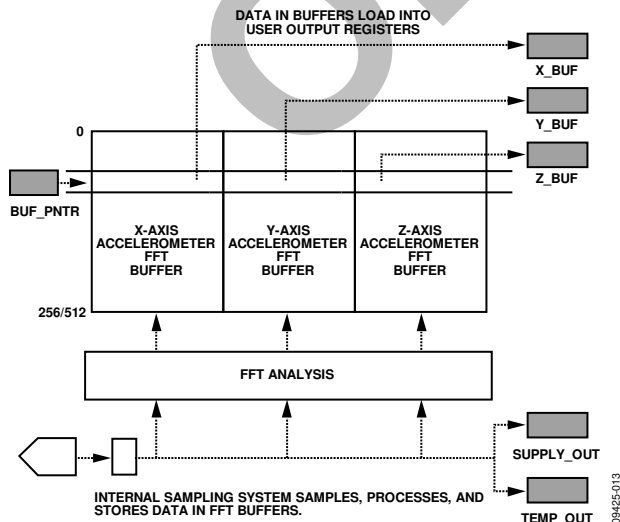 DATA IN BUFFERS LOAD INTO
USER OUTPUT REGISTERS
X_BUF
Y_BUF
0
Z_BUF
BUF_PNTR
X-AXIS
ACCELEROMETER
FFT
BUFFER
Y-AXIS
ACCELEROMETER
FFT
BUFFER
Z-AXIS
ACCELEROMETER
FFT
BUFFER
256/512
FFT ANALYSIS
SUPPLY_OUT
INTERNAL SAMPLING SYSTEM SAMPLES, PROCESSES, AND
STORES DATA IN FFT BUFFERS.
TEMP_OUT
09425-013